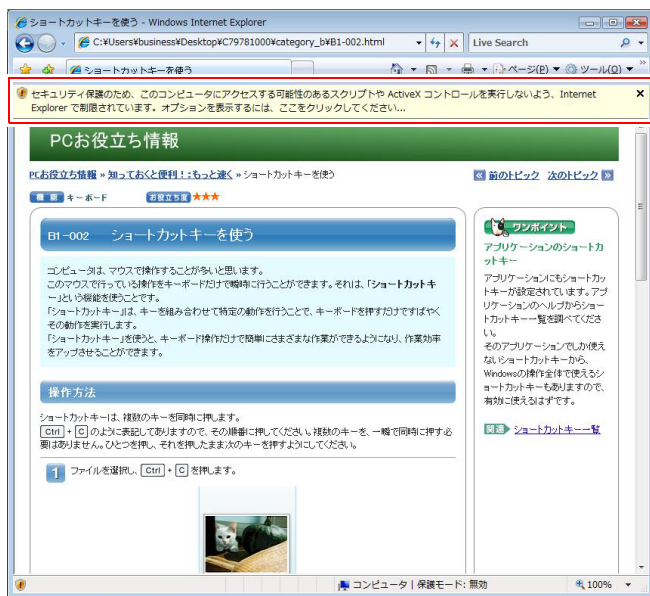 ショートカットキーを使う - Windows Internet Explorer
C:¥Users¥business¥Desktop¥C79781000¥category_b¥B1-002.html
Live Search
ショートカットキーを使う
ページ(P)
ツール(O)
セキュリティ保護のため、このコンピュータにアクセスする可能性のあるスクリプトや ActiveX コントロールを実行しないよう、Internet
Explorer で制限されています。オプションを表示するには、ここをクリックしてください...
PCお役立ち情報
PCお役立ち情報 » 知っておくと便利！:もっと速く » ショートカットキーを使う
前のトピック 次のトピック
機 能 キーボード お役立ち度 ★★★
B1-002 ショートカットキーを使う
コンピュータは、マウスで操作することが多いと思います。
このマウスで行っている操作をキーボードだけで瞬時に行うことができます。それは、「ショートカットキ
ー」という機能を使うことです。
「ショートカットキー」は、キーを組み合わせて特定の動作を行うことで、キーボードを押すだけですばやく
その動作を実行します。
「ショートカットキー」を使うと、キーボード操作だけで簡単にさまざまな作業ができるようになり、作業効率
をアップさせることができます。
操作方法
ショートカットキーは、複数のキーを同時に押します。
Ctrl + C のように表記してありますので、その順番に押してください。複数のキーを、一瞬で同時に押す必
要はありません。ひとつを押し、それを押したまま次のキーを押すようにしてください。
1 ファイルを選択し、Ctrl + C を押します。
ワンポイント
アプリケーションのショートカ
ットキー
アプリケーションにもショートカッ
トキーが設定されています。アプ
リケーションのヘルプからショー
トカットキー一覧を調べてくださ
い。
そのアプリケーションでしか使え
ないショートカットキーから、
Windowsの操作全体で使えるシ
ョートカットキーもありますので、
有効に使えるはずです。
関連 ショートカットキー一覧
コンピュータ | 保護モード: 無効
100%